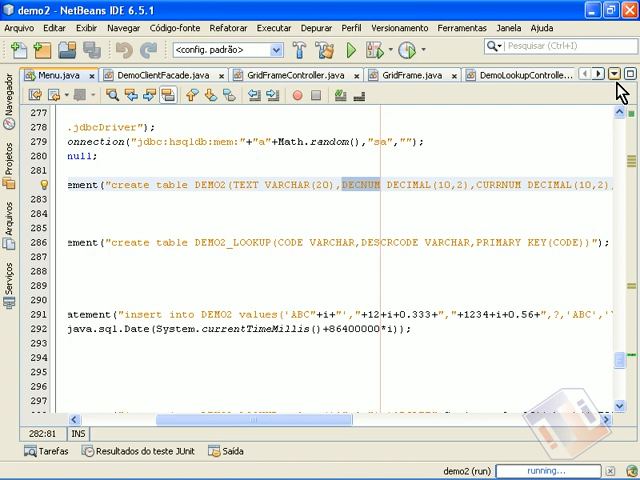 demo2 - NetBeans IDE 6.5.1
Arquivo Editar Exibir Navegar Código-fonte Refatorar Executar Depurar Perfil Versionamento Ferramentas Janela Ajuda
<config. padrão> Pesquisar (Ctrl+I)
Menu.java DemoClientFacade.java GridFrameController.java GridFrame.java DemoLookupControlle...
Navegador
Projetos
Arquivos
Serviços
277
278 .jdbcDriver");
279 onnection("jdbc:hsqldb:mem:"+"a"+Math.random(),"sa","");
280 null;
281
ement("create table DEMO2(TEXT VARCHAR(20),DECNUM DECIMAL(10,2),CURRNUM DECIMAL(10,2),
283
285
286 ement("create table DEMO2_LOOKUP(CODE VARCHAR,DESCRCODE VARCHAR,PRIMARY KEY(CODE))");
287
288
289
290
291 atement("insert into DEMO2 values('ABC"+i+"',"+12+i+0.333+","+1234+i+0.56+",?,'ABC','
292 java.sql.Date(System.currentTimeMillis()+86400000*i));
293
294
295
296
297
282:81 INS
Tarefas Resultados do teste JUnit Saída
demo2 (run) running...